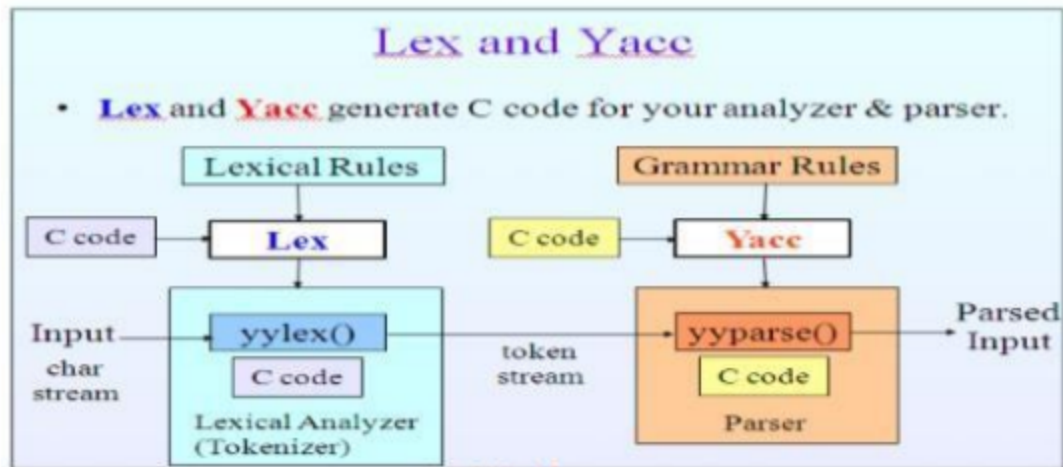 Lex and Yacc
• Lex and Yacc generate C code for your analyzer & parser.
Lexical Rules
Grammar Rules
C code
Lex
C code
Yacc
Input
yylex()
yyparse()
Parsed
Input
char
stream
C code
token
stream
C code
Lexical Analyzer
(Tokenizer)
Parser